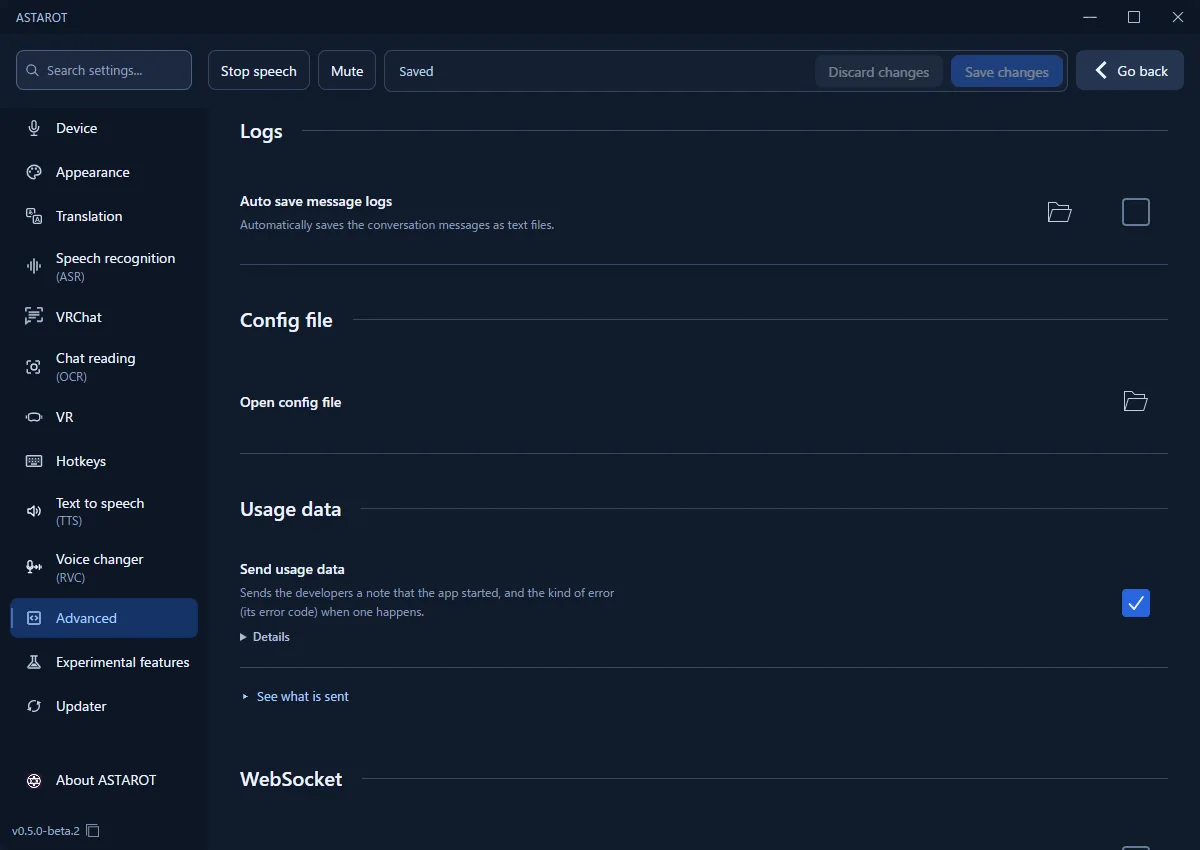 ASTAROT
Search settings...
Stop speech
Mute
Saved
Discard changes
Save changes
Go back
Device
Appearance
Translation
Speech recognition
(ASR)
VRChat
Chat reading
(OCR)
VR
Hotkeys
Text to speech
(TTS)
Voice changer
(RVC)
Advanced
Experimental features
Updater
About ASTAROT
v0.5.0-beta.2
Logs
Auto save message logs
Automatically saves the conversation messages as text files.
Config file
Open config file
Usage data
Send usage data
Sends the developers a note that the app started, and the kind of error
(its error code) when one happens.
Details
See what is sent
WebSocket